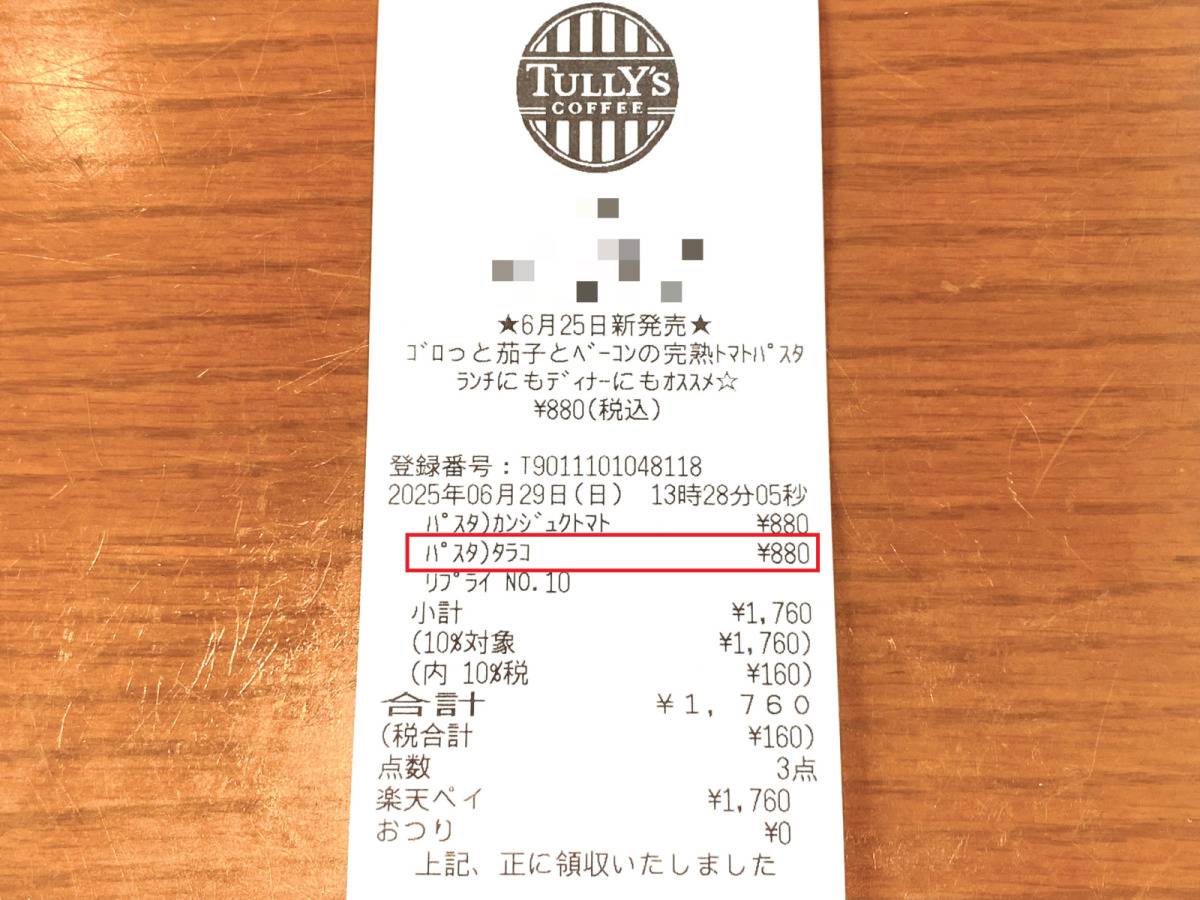 TULLY'S
COFFEE
★6月25日新発売★
ｺﾞﾛっと茄子とﾍﾞｰｺﾝの完熟ﾄﾏﾄﾊﾟｽﾀ
ﾗﾝﾁにもﾃﾞｨﾅｰにもｵｽｽﾒ☆
¥880(税込)
登録番号：T9011101048118
2025年06月29日(日) 13時28分05秒
ﾊﾟｽﾀ)ｶﾝｼﾞｭｸﾄﾏﾄ ¥880
ﾊﾟｽﾀ)ﾀﾗｺ ¥880
ﾘﾌﾟﾗｲ NO.10
小計 ¥1,760
(10%対象 ¥1,760)
(内 10%税 ¥160)
合計 ¥1,760
(税合計 ¥160)
点数 3点
楽天ペイ ¥1,760
おつり ¥0
上記、正に領収いたしました